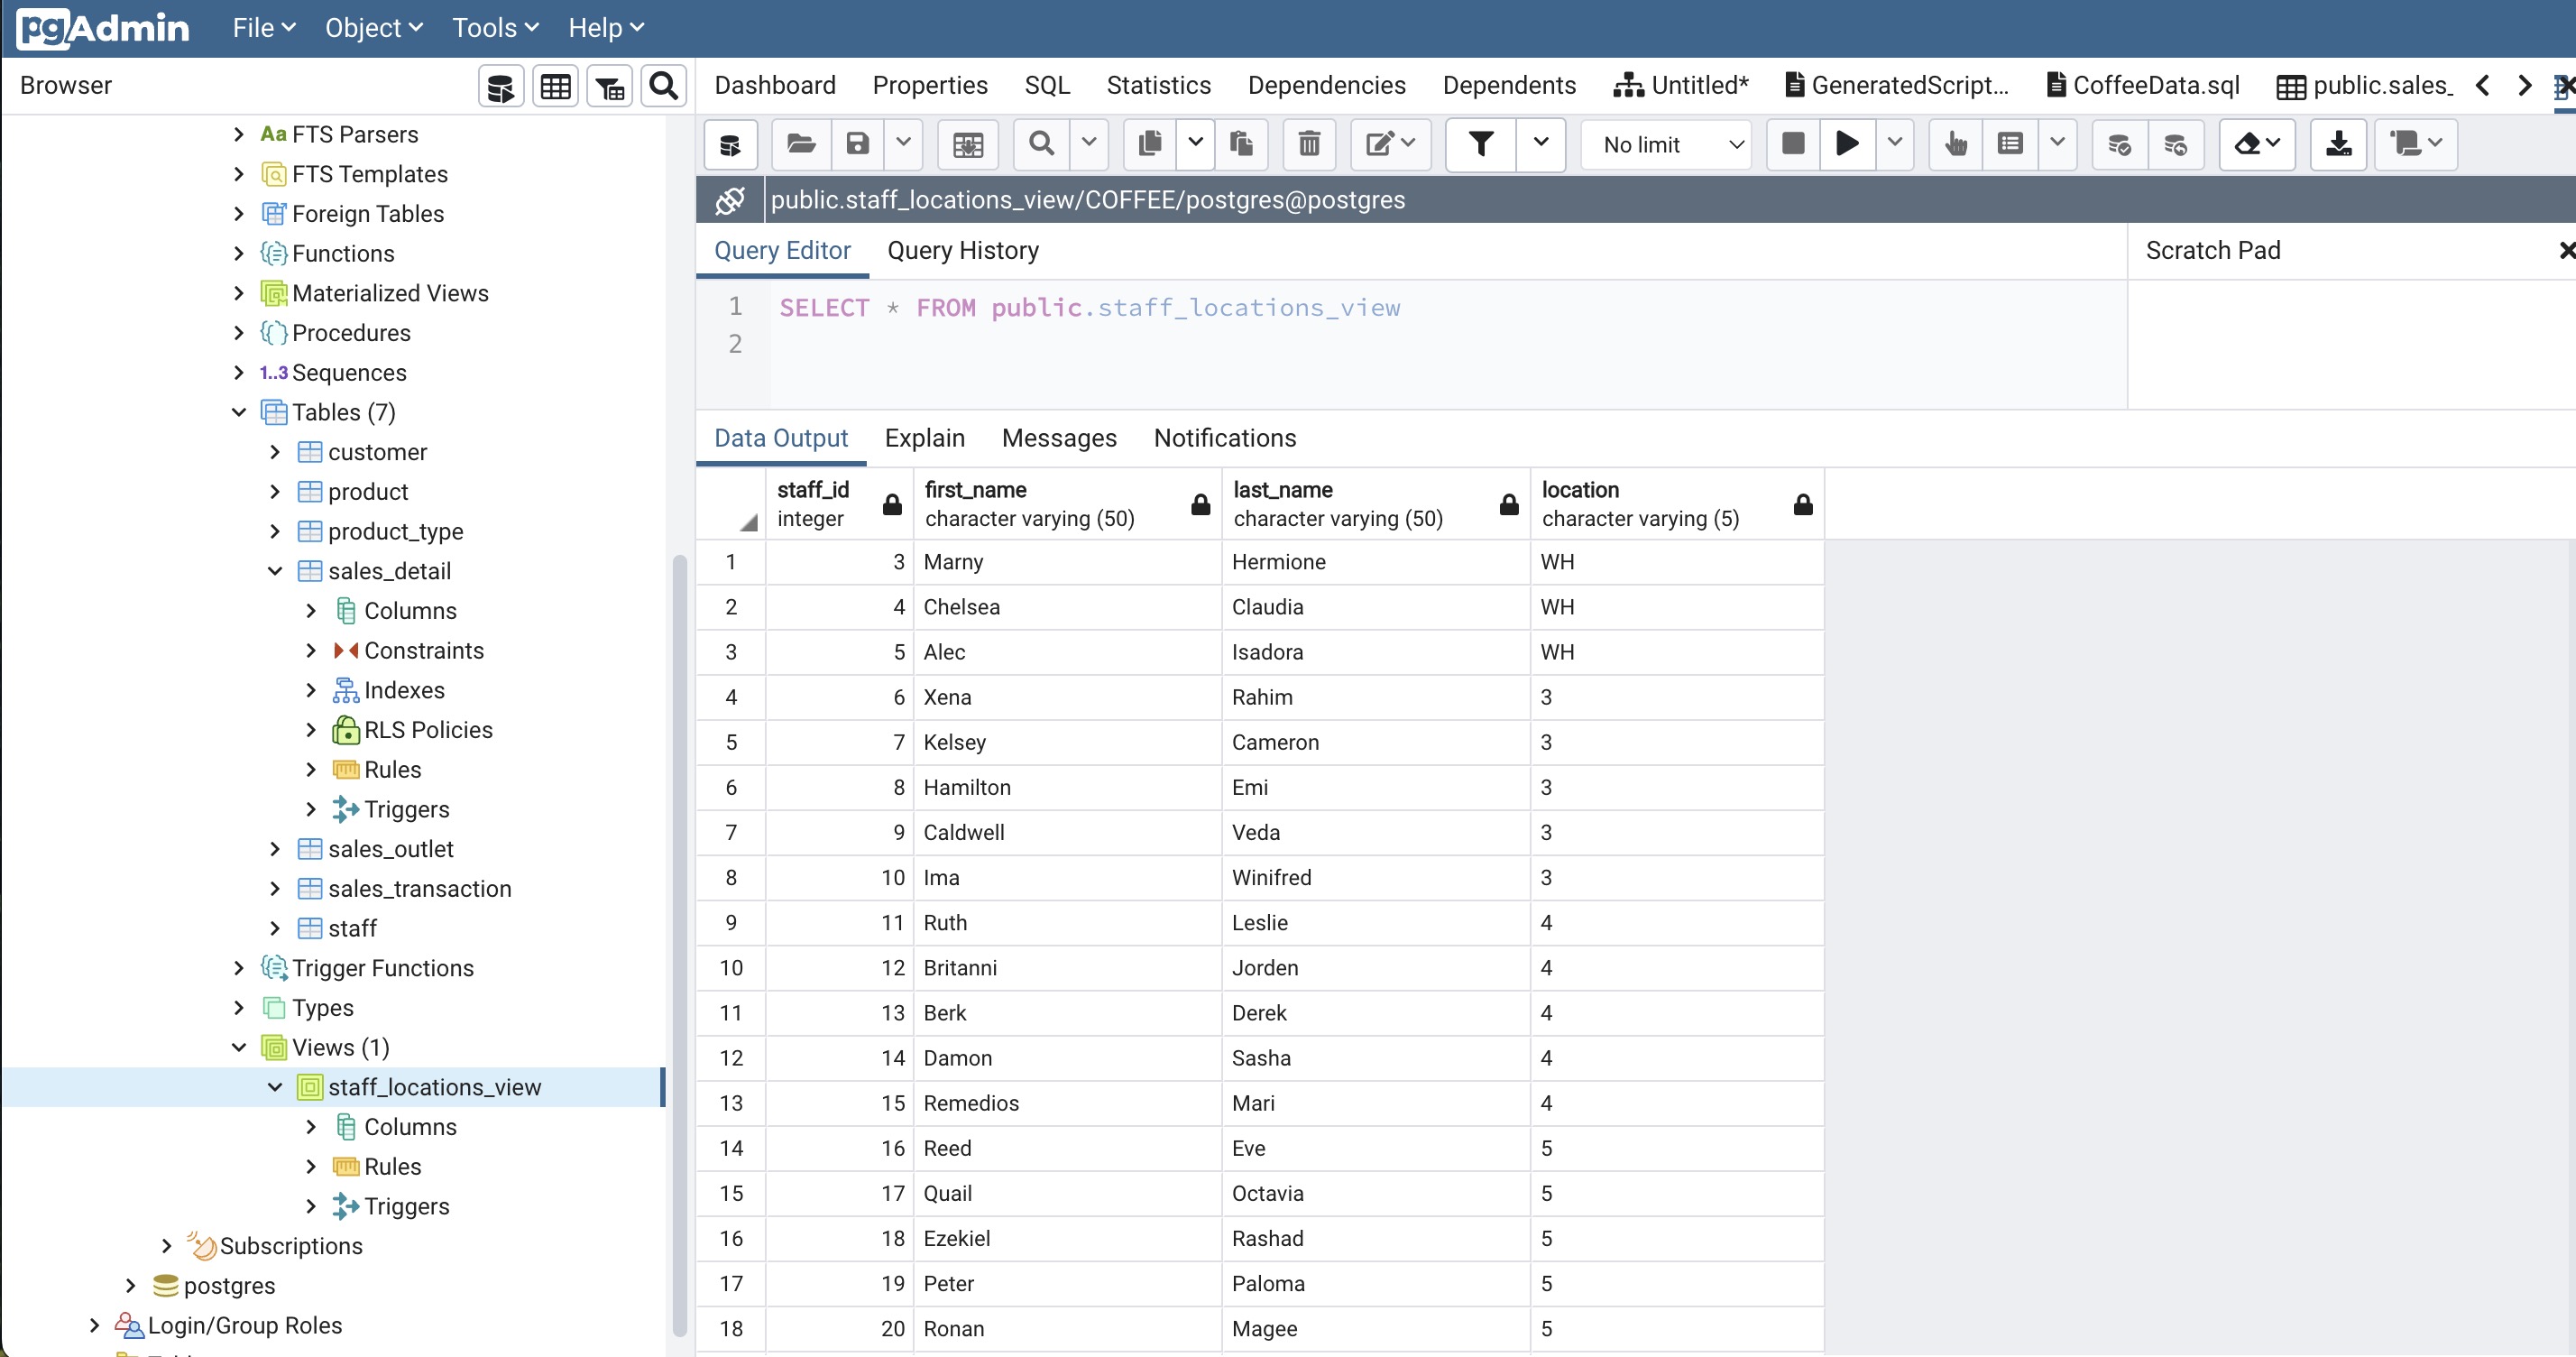 pgAdmin File Object Tools Help
Browser
Dashboard Properties SQL Statistics Dependencies Dependents Untitled* GeneratedScript... CoffeeData.sql public.sales_
No limit
public.staff_locations_view/COFFEE/postgres@postgres
Query Editor Query History
Scratch Pad
1 SELECT * FROM public.staff_locations_view
2
Data Output Explain Messages Notifications
staff_id first_name last_name location
integer character varying (50) character varying (50) character varying (5)
1 3 Marny Hermione WH
2 4 Chelsea Claudia WH
3 5 Alec Isadora WH
4 6 Xena Rahim 3
5 7 Kelsey Cameron 3
6 8 Hamilton Emi 3
7 9 Caldwell Veda 3
8 10 Ima Winifred 3
9 11 Ruth Leslie 4
10 12 Britanni Jorden 4
11 13 Berk Derek 4
12 14 Damon Sasha 4
13 15 Remedios Mari 4
14 16 Reed Eve 5
15 17 Quail Octavia 5
16 18 Ezekiel Rashad 5
17 19 Peter Paloma 5
18 20 Ronan Magee 5
Aa FTS Parsers
FTS Templates
Foreign Tables
Functions
Materialized Views
Procedures
1..3 Sequences
Tables (7)
customer
product
product_type
sales_detail
Columns
Constraints
Indexes
RLS Policies
Rules
Triggers
sales_outlet
sales_transaction
staff
Trigger Functions
Types
Views (1)
staff_locations_view
Columns
Rules
Triggers
Subscriptions
postgres
Login/Group Roles